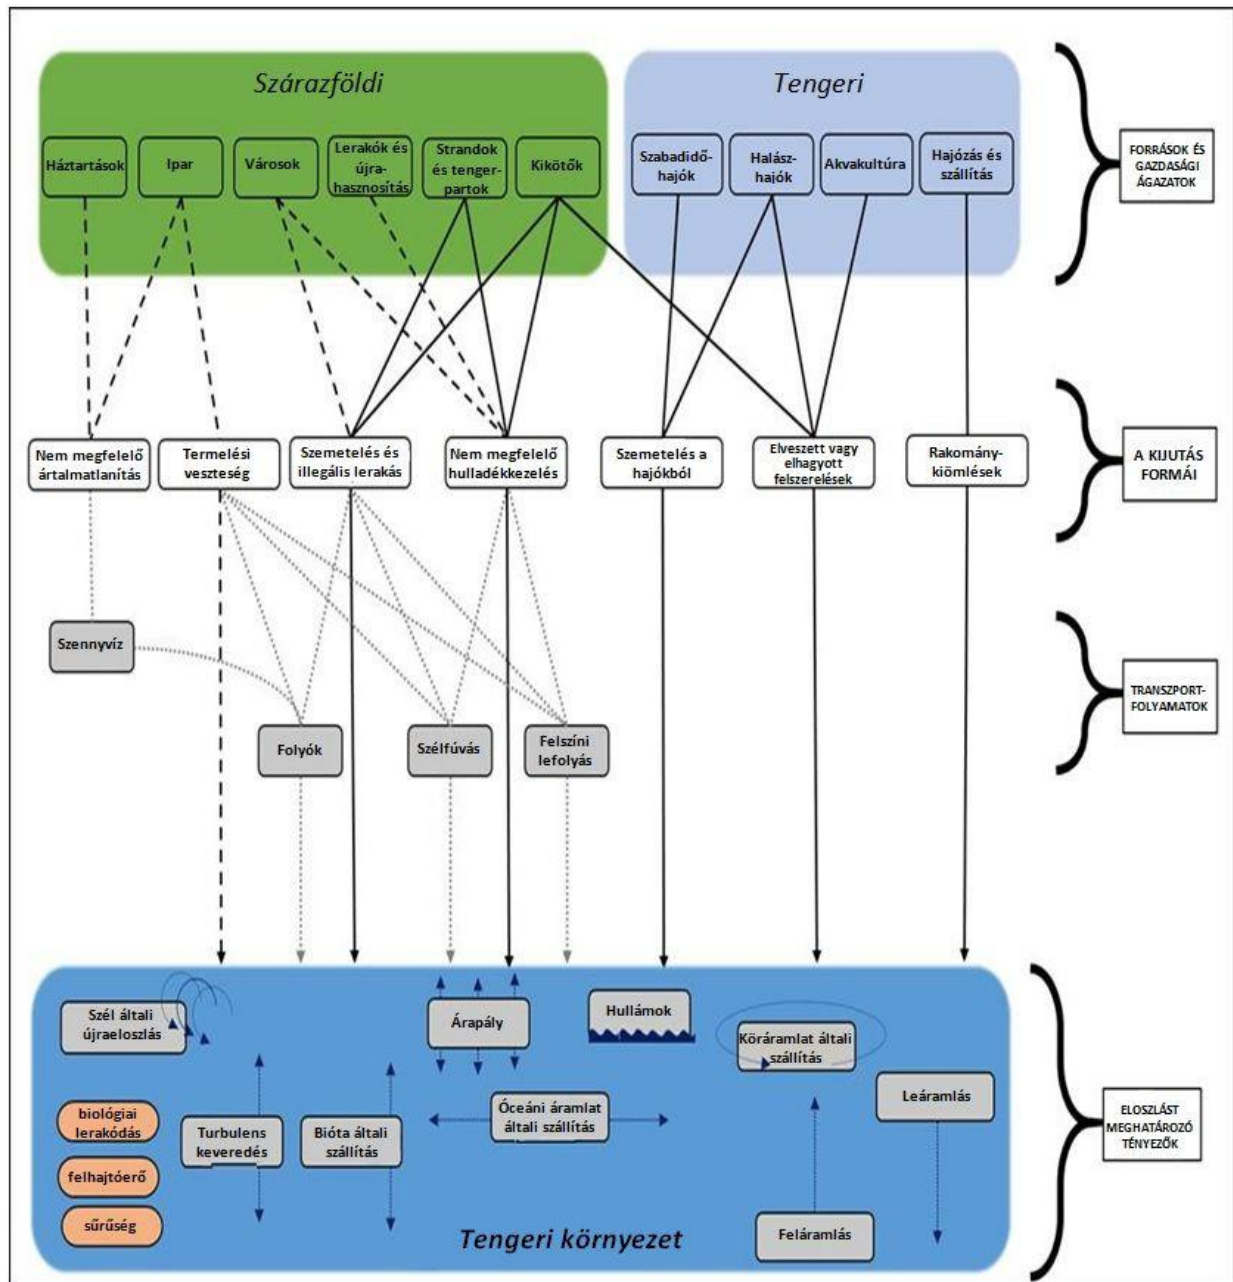 Szárazföldi
Tengeri
Háztartások
Ipar
Városok
Lerakók és
újra-
hasznosítás
Strandok
és tenger-
partok
Kikötők
Szabadidő-
hajók
Halász-
hajók
Akvakultúra
Hajózás és
szállítás
FORRÁSOK ÉS
GAZDASÁGI
ÁGAZATOK
Nem megfelelő
ártalmatlanítás
Termelési
veszteség
Szemetelés és
illegális lerakás
Nem megfelelő
hulladékkezelés
Szemetelés a
hajókból
Elveszett vagy
elhagyott
felszerelések
Rakomány-
kiömlések
A KIJUTÁS
FORMÁI
Szennyvíz
Folyók
Szélfúvás
Felszíni
lefolyás
TRANSZPORT-
FOLYAMATOK
Szél általi
újraeloszlás
Árapály
Hullámok
Köráramlat általi
szállítás
Leáramlás
biológiai
lerakódás
felhajtóerő
sűrűség
Turbulens
keveredés
Bióta általi
szállítás
Óceáni áramlat
általi szállítás
Feláramlás
Tengeri környezet
ELOSZLÁST
MEGHATÁROZÓ
TÉNYEZŐK